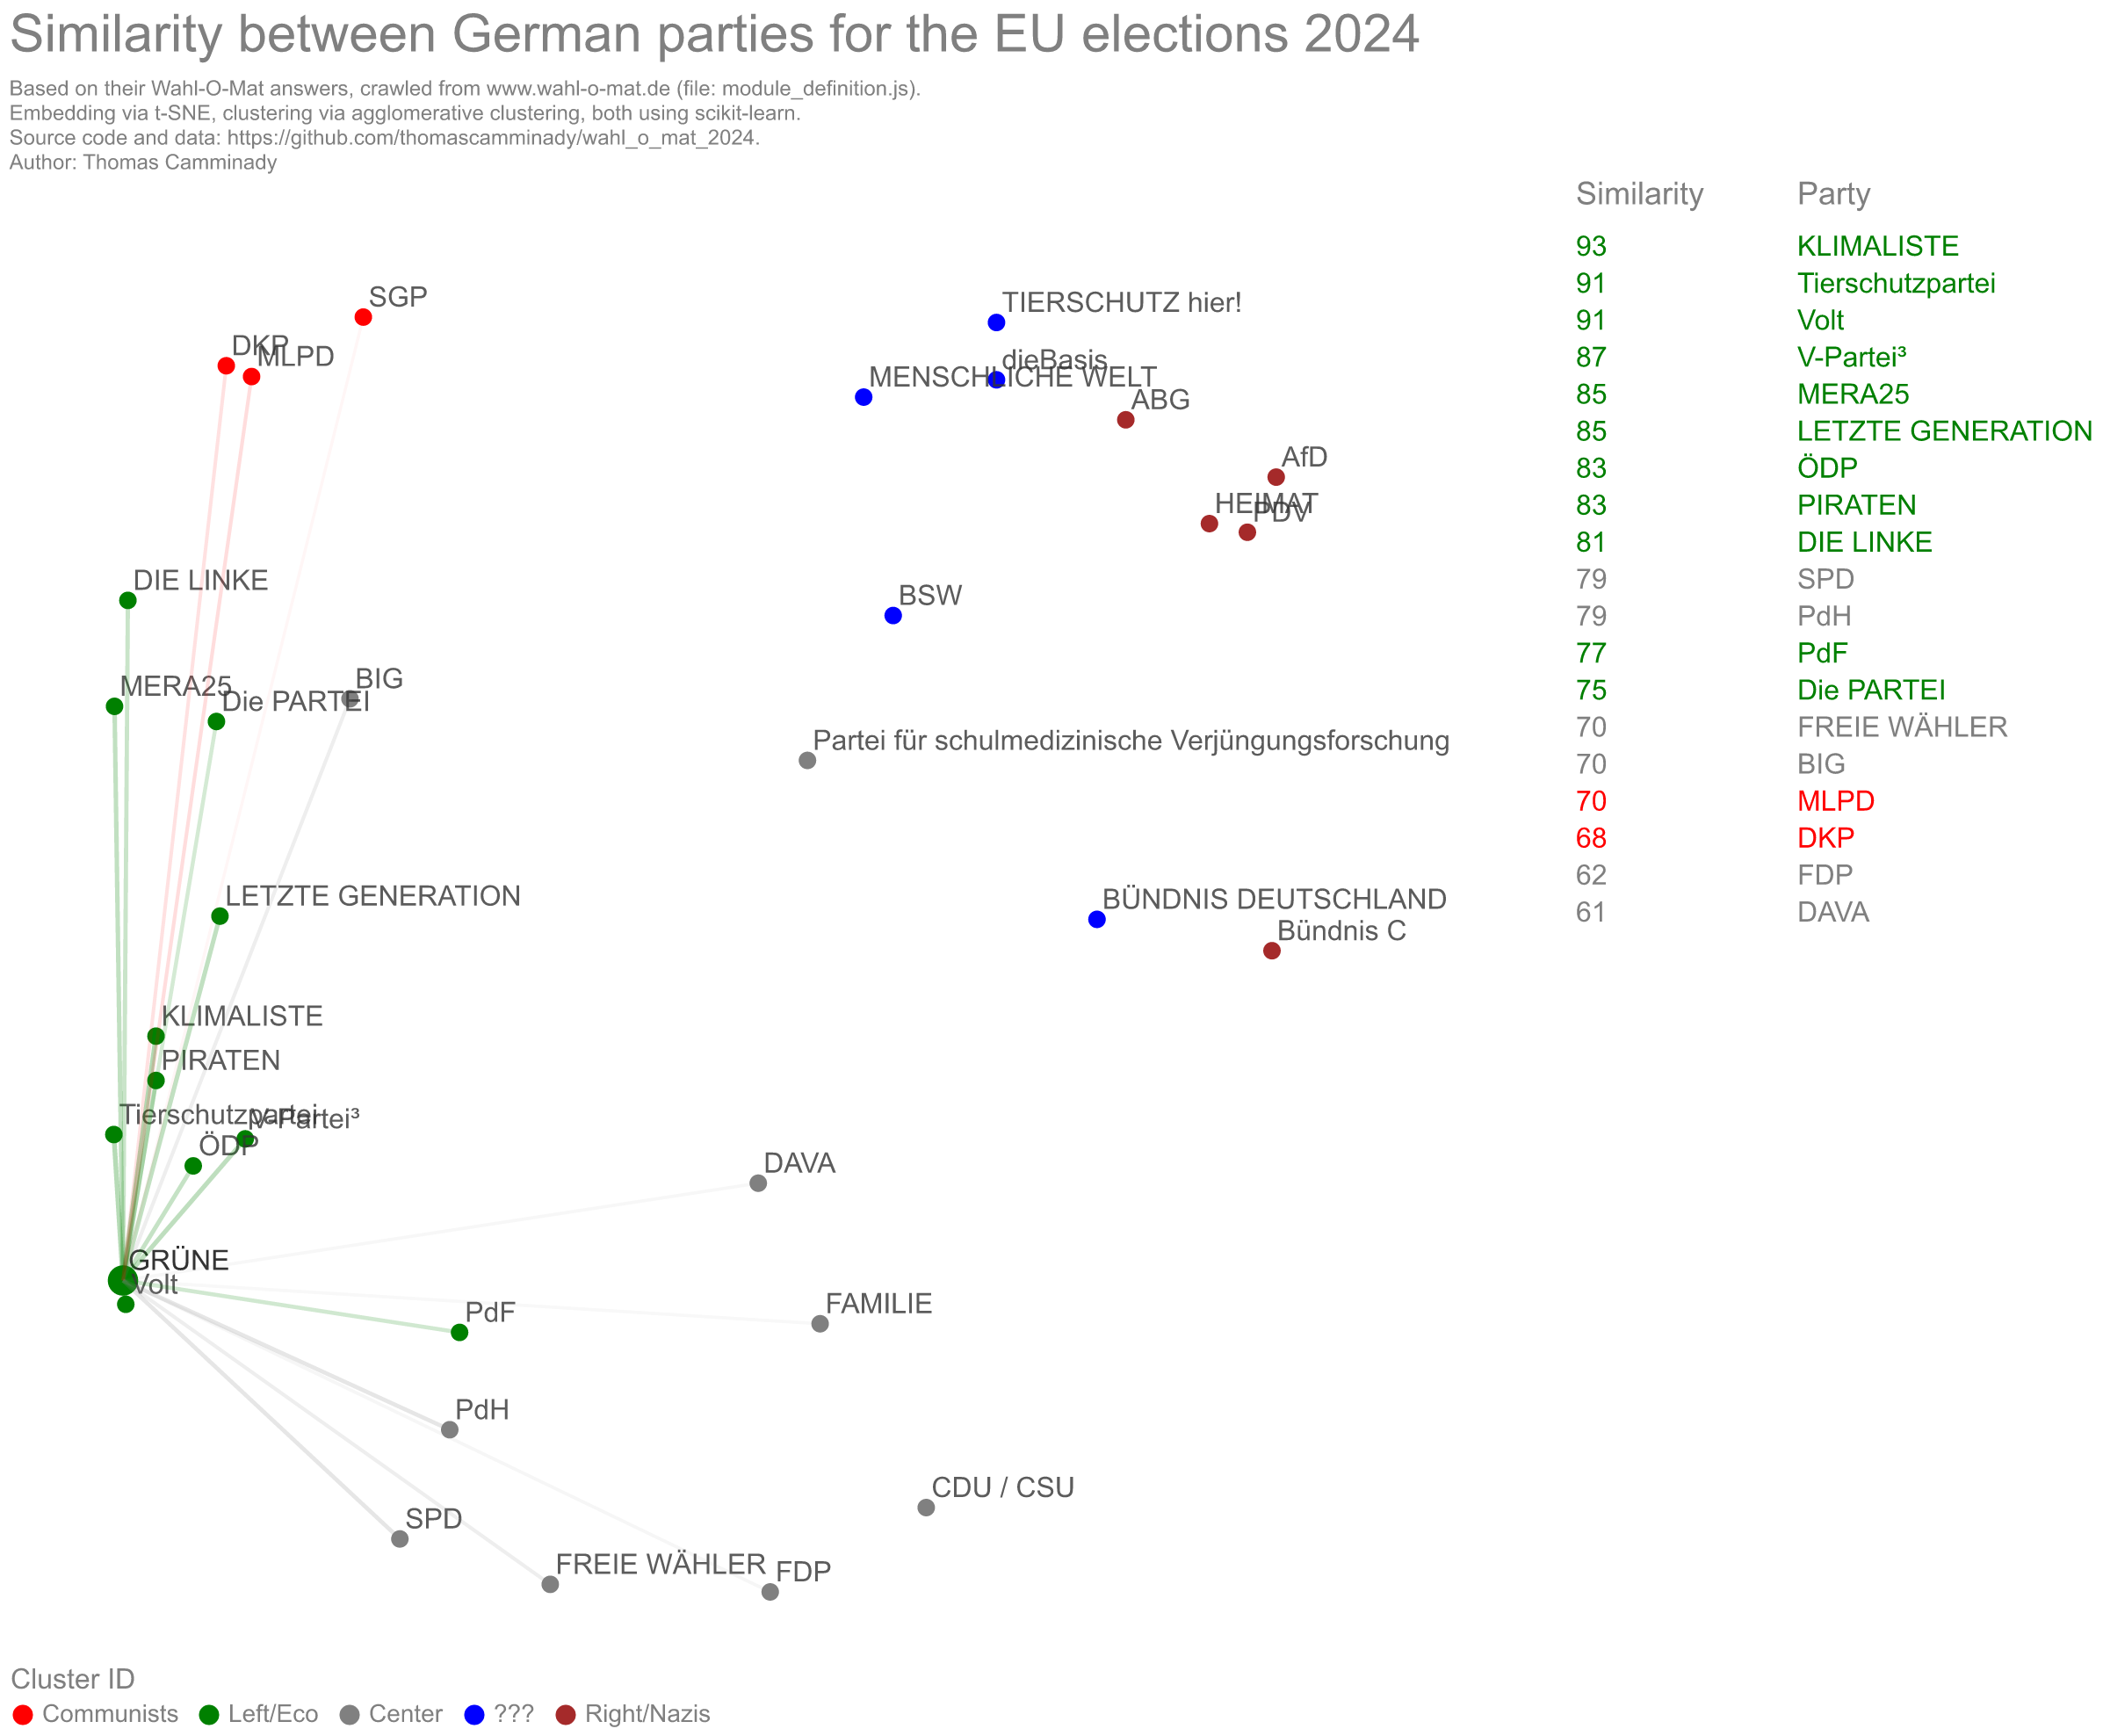 Similarity between German parties for the EU elections 2024
Based on their Wahl-O-Mat answers, crawled from www.wahl-o-mat.de (file: module_definition.js).
Embedding via t-SNE, clustering via agglomerative clustering, both using scikit-learn.
Source code and data: https://github.com/thomascamminady/wahl_o_mat_2024.
Author: Thomas Camminady
Similarity Party
93 KLIMALISTE
91 Tierschutzpartei
91 Volt
87 V-Partei³
85 MERA25
85 LETZTE GENERATION
83 ÖDP
83 PIRATEN
81 DIE LINKE
79 SPD
79 PdH
77 PdF
75 Die PARTEI
70 FREIE WÄHLER
70 BIG
70 MLPD
68 DKP
62 FDP
61 DAVA
SGP
TIERSCHUTZ hier!
DKP
MLPD
dieBasis
MENSCHLICHE WELT
ABG
AfD
HEIMAT
PDV
DIE LINKE
BSW
BIG
MERA25
Die PARTEI
Partei für schulmedizinische Verjüngungsforschung
LETZTE GENERATION
BÜNDNIS DEUTSCHLAND
Bündnis C
KLIMALISTE
PIRATEN
Tierschutzpartei
V-Partei³
ÖDP
DAVA
GRÜNE
Volt
FAMILIE
PdF
PdH
CDU / CSU
SPD
FREIE WÄHLER
FDP
Cluster ID
Communists Left/Eco Center ??? Right/Nazis